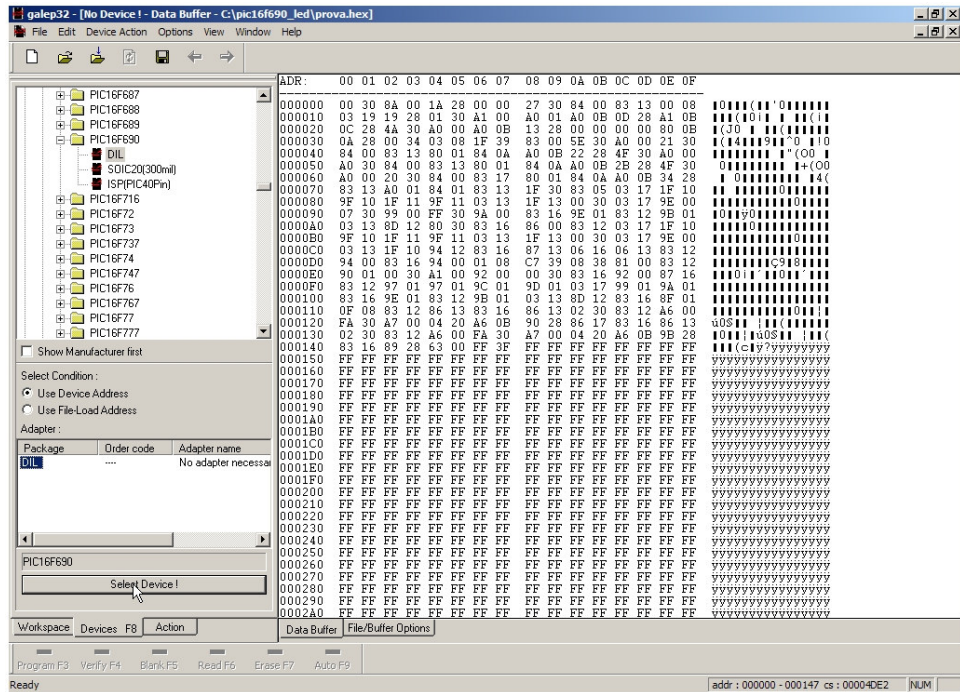 galep32 - [No Device ! - Data Buffer - C:\pic16f690_led\prova.hex]
File Edit Device Action Options View Window Help
PIC16F687
PIC16F688
PIC16F689
PIC16F690
DIL
SOIC20(300mil)
ISP(PIC40Pin)
PIC16F716
PIC16F72
PIC16F73
PIC16F737
PIC16F74
PIC16F747
PIC16F76
PIC16F767
PIC16F77
PIC16F777
Show Manufacturer first
Select Condition :
Use Device Address
Use File-Load Address
Adapter :
Package Order code Adapter name
DIL ---- No adapter necessa
PIC16F690
Select Device !
Workspace Devices F8 Action
ADR: 00 01 02 03 04 05 06 07 08 09 0A 0B 0C 0D 0E 0F
000000 00 30 8A 00 1A 28 00 00 27 30 84 00 83 13 00 08
000010 03 19 19 28 01 30 A1 00 A0 01 A0 0B 0D 28 A1 0B
000020 0C 28 4A 30 A0 00 A0 0B 13 28 00 00 00 00 80 0B
000030 0A 28 00 34 03 08 1F 39 83 00 5E 30 A0 00 21 30
000040 84 00 83 13 80 01 84 0A A0 0B 22 28 4F 30 A0 00
000050 A0 30 84 00 83 13 80 01 84 0A A0 0B 2B 28 4F 30
000060 A0 00 20 30 84 00 83 17 80 01 84 0A A0 0B 34 28
000070 83 13 A0 01 84 01 83 13 1F 30 83 05 03 17 1F 10
000080 9F 10 1F 11 9F 11 03 13 1F 13 00 30 03 17 9E 00
000090 07 30 99 00 FF 30 9A 00 83 16 9E 01 83 12 9B 01
0000A0 03 13 8D 12 80 30 83 16 86 00 83 12 03 17 1F 10
0000B0 9F 10 1F 11 9F 11 03 13 1F 13 00 30 03 17 9E 00
0000C0 03 13 1F 10 94 12 83 16 87 13 06 16 06 13 83 12
0000D0 94 00 83 16 94 00 01 08 C7 39 08 38 81 00 83 12
0000E0 90 01 00 30 A1 00 92 00 00 30 83 16 92 00 87 16
0000F0 83 12 97 01 97 01 9C 01 9D 01 03 17 99 01 9A 01
000100 83 16 9E 01 83 12 9B 01 03 13 8D 12 83 16 8F 01
000110 0F 08 83 12 86 13 83 16 86 13 02 30 83 12 A6 00
000120 FA 30 A7 00 04 20 A6 0B 90 28 86 17 83 16 86 13
000130 02 30 83 12 A6 00 FA 30 A7 00 04 20 A6 0B 9B 28
000140 83 16 89 28 63 00 FF 3F FF FF FF FF FF FF FF FF
000150 FF FF FF FF FF FF FF FF FF FF FF FF FF FF FF FF
000160 FF FF FF FF FF FF FF FF FF FF FF FF FF FF FF FF
000170 FF FF FF FF FF FF FF FF FF FF FF FF FF FF FF FF
000180 FF FF FF FF FF FF FF FF FF FF FF FF FF FF FF FF
000190 FF FF FF FF FF FF FF FF FF FF FF FF FF FF FF FF
0001A0 FF FF FF FF FF FF FF FF FF FF FF FF FF FF FF FF
0001B0 FF FF FF FF FF FF FF FF FF FF FF FF FF FF FF FF
0001C0 FF FF FF FF FF FF FF FF FF FF FF FF FF FF FF FF
0001D0 FF FF FF FF FF FF FF FF FF FF FF FF FF FF FF FF
0001E0 FF FF FF FF FF FF FF FF FF FF FF FF FF FF FF FF
0001F0 FF FF FF FF FF FF FF FF FF FF FF FF FF FF FF FF
000200 FF FF FF FF FF FF FF FF FF FF FF FF FF FF FF FF
000210 FF FF FF FF FF FF FF FF FF FF FF FF FF FF FF FF
000220 FF FF FF FF FF FF FF FF FF FF FF FF FF FF FF FF
000230 FF FF FF FF FF FF FF FF FF FF FF FF FF FF FF FF
000240 FF FF FF FF FF FF FF FF FF FF FF FF FF FF FF FF
000250 FF FF FF FF FF FF FF FF FF FF FF FF FF FF FF FF
000260 FF FF FF FF FF FF FF FF FF FF FF FF FF FF FF FF
000270 FF FF FF FF FF FF FF FF FF FF FF FF FF FF FF FF
000280 FF FF FF FF FF FF FF FF FF FF FF FF FF FF FF FF
000290 FF FF FF FF FF FF FF FF FF FF FF FF FF FF FF FF
0002A0 FF FF FF FF FF FF FF FF FF FF FF FF FF FF FF FF
Data Buffer File/Buffer Options
Program F3 Verify F4 Blank F5 Read F6 Erase F7 Auto F9
Ready addr : 000000 - 000147 cs : 00004DE2 NUM